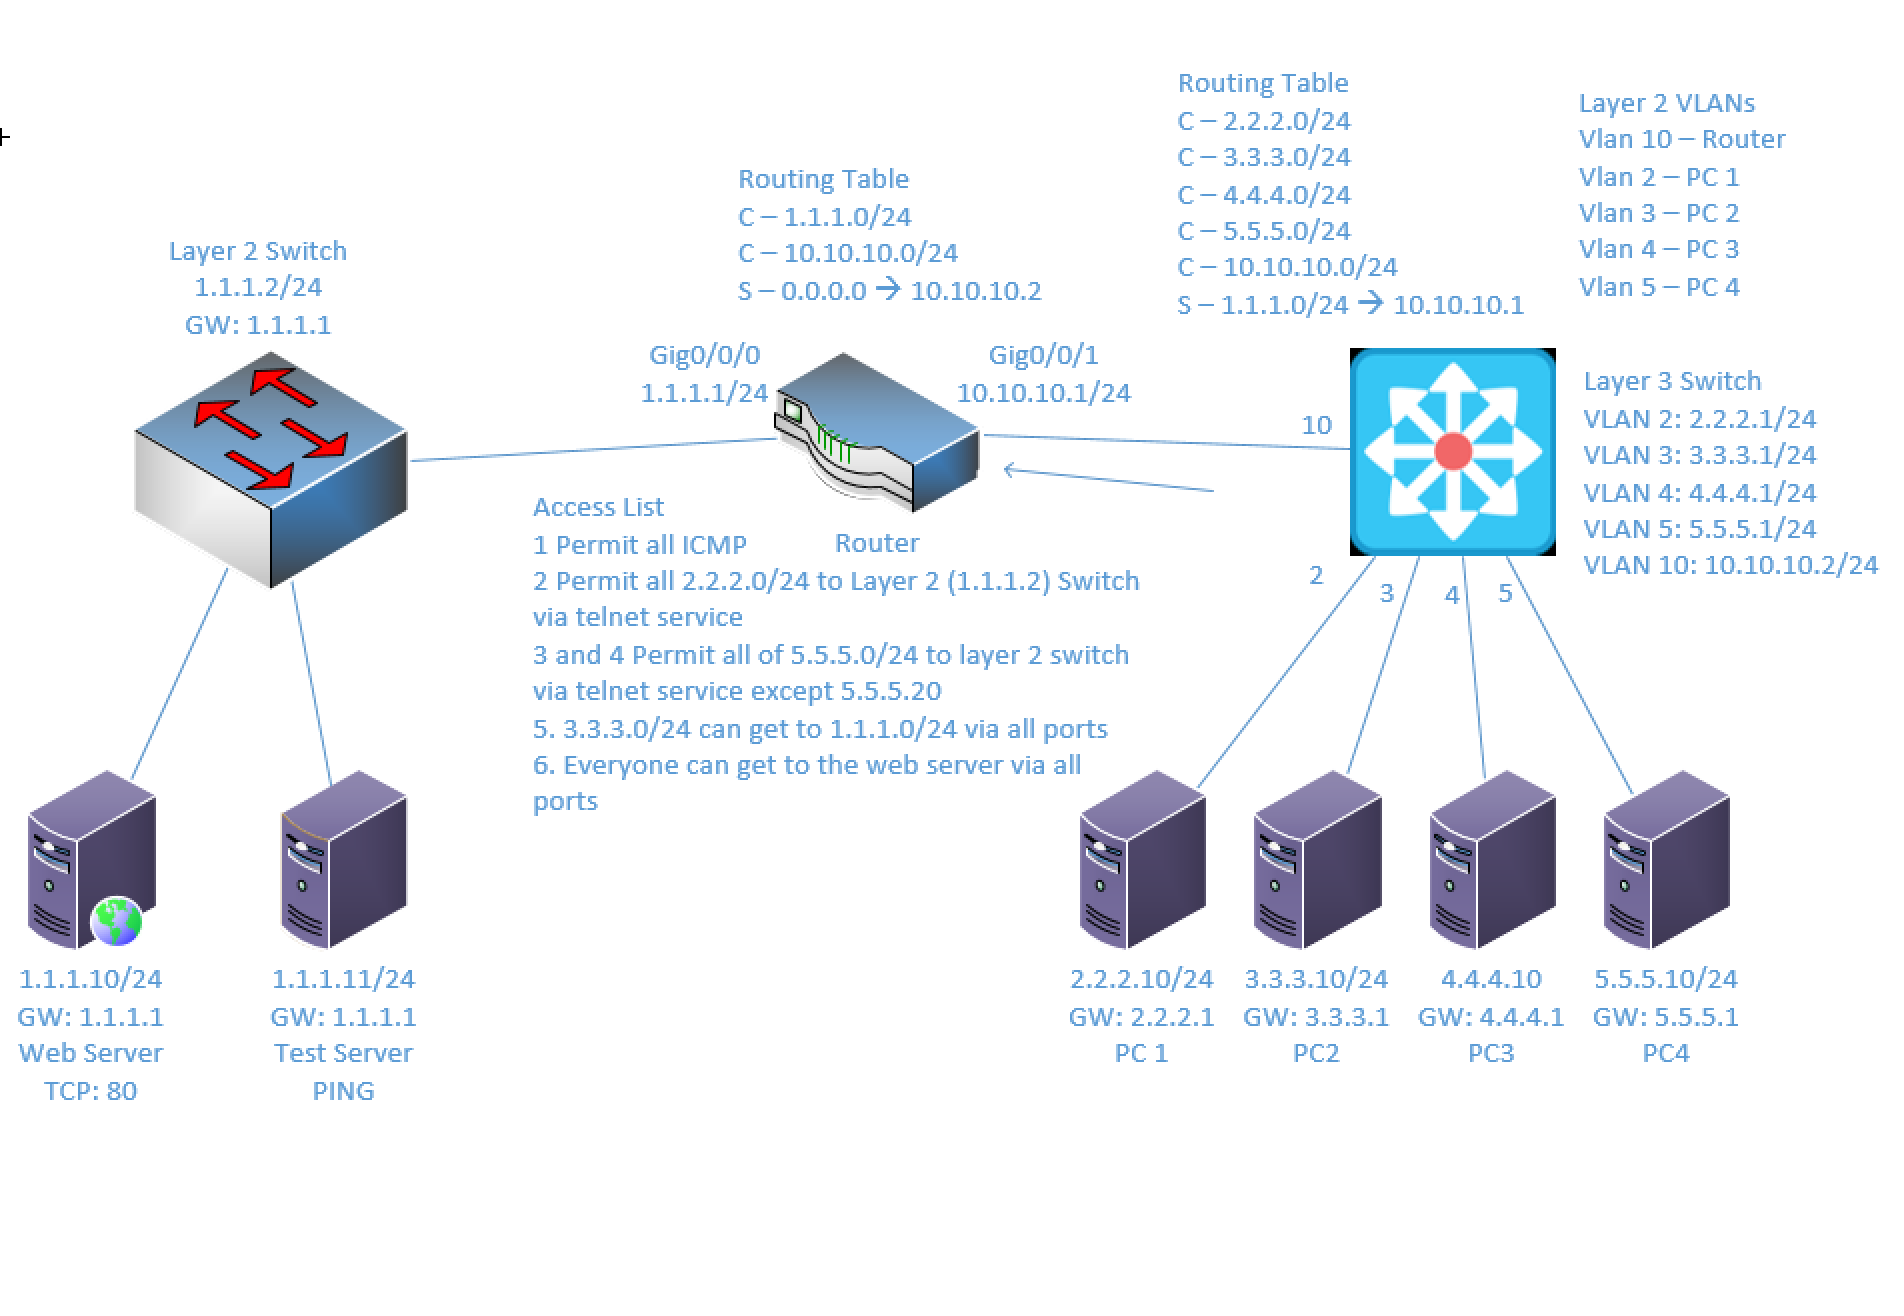 Routing Table
C – 2.2.2.0/24
C – 3.3.3.0/24
C – 4.4.4.0/24
C – 5.5.5.0/24
C – 10.10.10.0/24
S – 1.1.1.0/24 → 10.10.10.1
Layer 2 VLANs
Vlan 10 – Router
Vlan 2 – PC 1
Vlan 3 – PC 2
Vlan 4 – PC 3
Vlan 5 – PC 4
Routing Table
C – 1.1.1.0/24
C – 10.10.10.0/24
S – 0.0.0.0 → 10.10.10.2
Layer 2 Switch
1.1.1.2/24
GW: 1.1.1.1
Gig0/0/0
1.1.1.1/24
Gig0/0/1
10.10.10.1/24
10
Layer 3 Switch
VLAN 2: 2.2.2.1/24
VLAN 3: 3.3.3.1/24
VLAN 4: 4.4.4.1/24
VLAN 5: 5.5.5.1/24
VLAN 10: 10.10.10.2/24
Router
Access List
1 Permit all ICMP
2 Permit all 2.2.2.0/24 to Layer 2 (1.1.1.2) Switch
via telnet service
3 and 4 Permit all of 5.5.5.0/24 to layer 2 switch
via telnet service except 5.5.5.20
5. 3.3.3.0/24 can get to 1.1.1.0/24 via all ports
6. Everyone can get to the web server via all
ports
2
3
4
5
1.1.1.10/24
GW: 1.1.1.1
Web Server
TCP: 80
1.1.1.11/24
GW: 1.1.1.1
Test Server
PING
2.2.2.10/24
GW: 2.2.2.1
PC 1
3.3.3.10/24
GW: 3.3.3.1
PC2
4.4.4.10
GW: 4.4.4.1
PC3
5.5.5.10/24
GW: 5.5.5.1
PC4